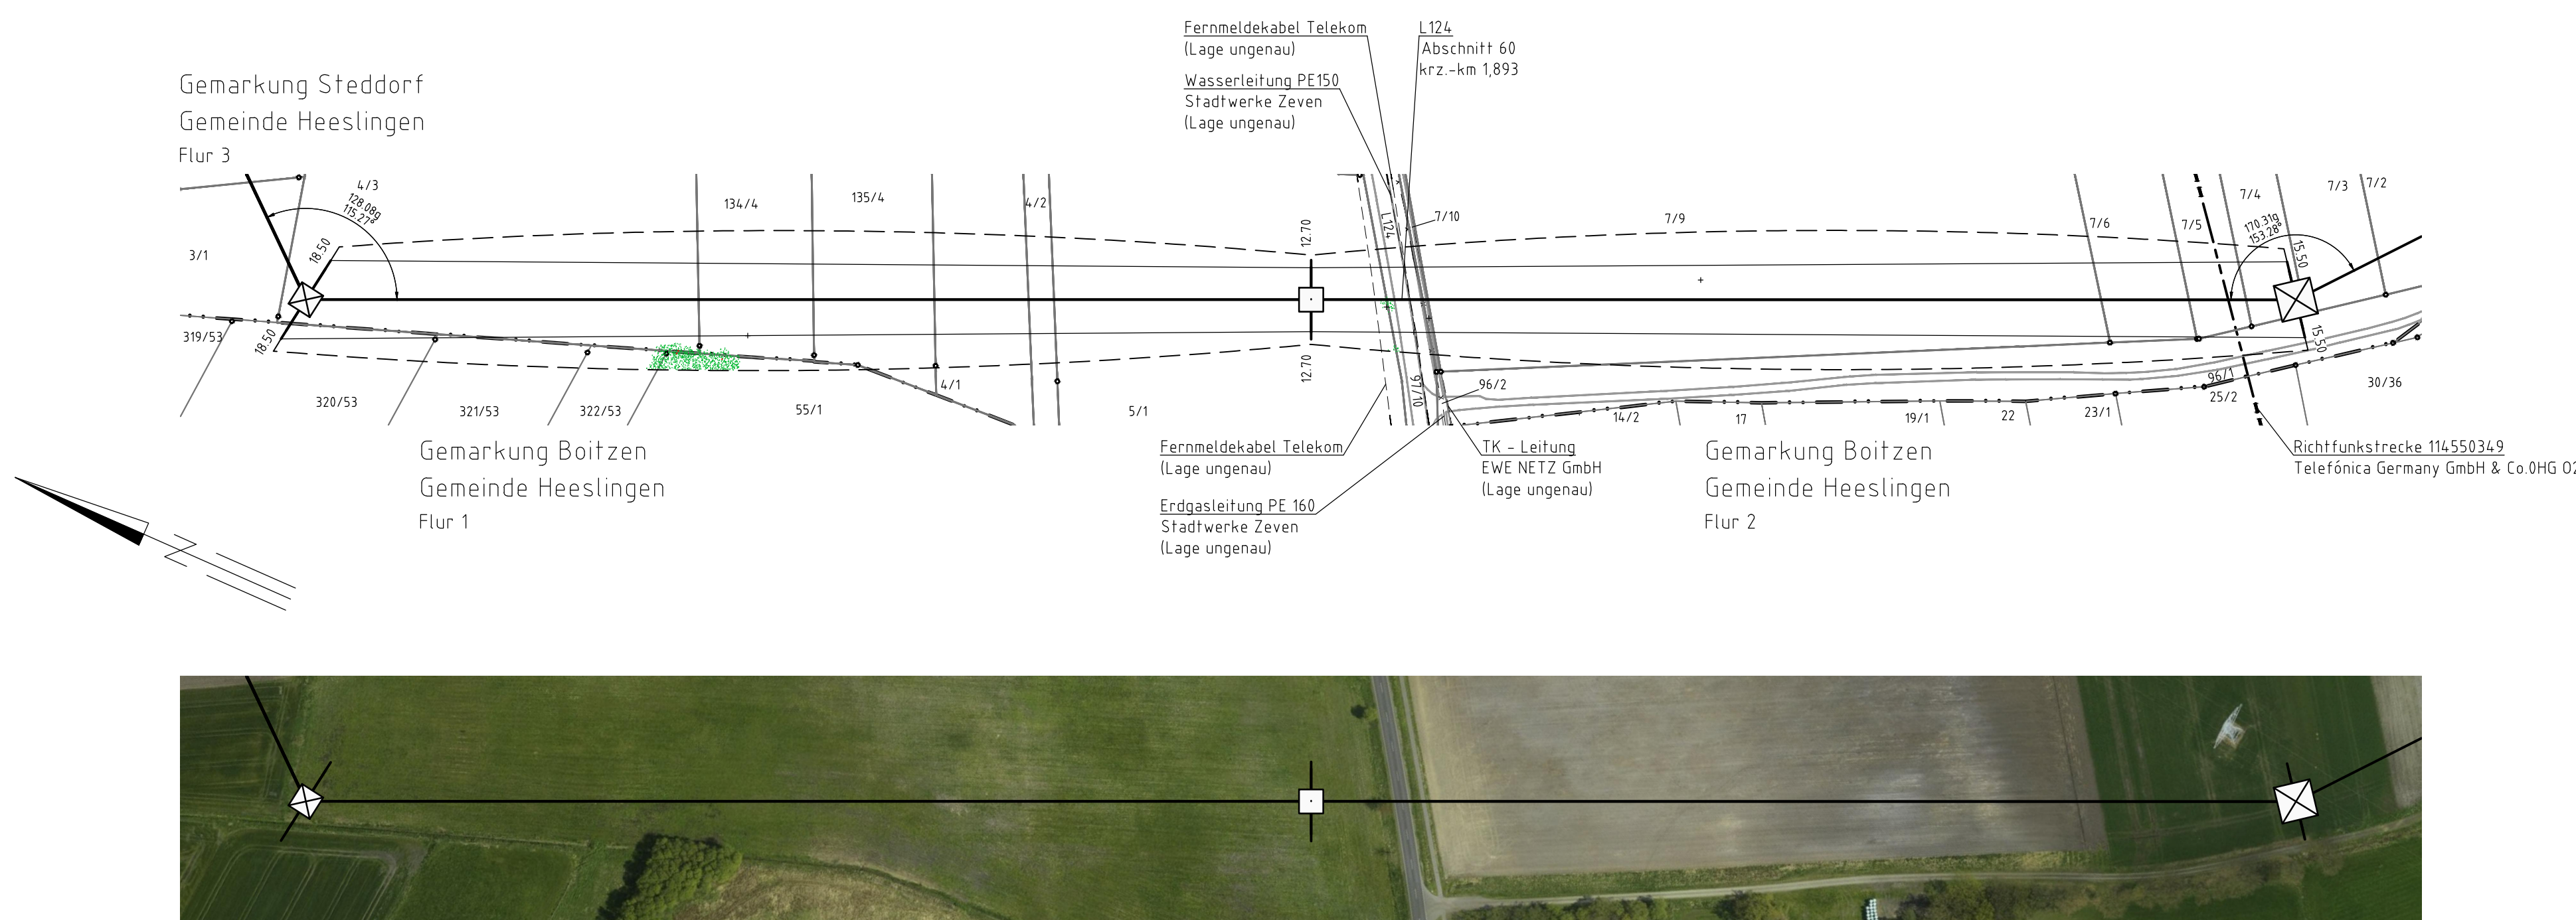 Fernmeldekabel Telekom
(Lage ungenau)
L124
Abschnitt 60
krz.-km 1,893
Wasserleitung PE150
Stadtwerke Zeven
(Lage ungenau)
Gemarkung Steddorf
Gemeinde Heeslingen
Flur 3
4/3
128.08g
115.27°
3/1
18.50
18.50
134/4
135/4
4/2
12.70
12.70
L124
7/10
7/9
7/6
7/5
7/4
170.31g
153.28°
15.50
15.50
7/3
7/2
319/53
320/53
321/53
322/53
55/1
4/1
5/1
97/10
96/2
14/2
17
19/1
22
23/1
96/1
25/2
30/36
Gemarkung Boitzen
Gemeinde Heeslingen
Flur 1
Fernmeldekabel Telekom
(Lage ungenau)
Erdgasleitung PE 160
Stadtwerke Zeven
(Lage ungenau)
TK - Leitung
EWE NETZ GmbH
(Lage ungenau)
Gemarkung Boitzen
Gemeinde Heeslingen
Flur 2
Richtfunkstrecke 114550349
Telefónica Germany GmbH & Co.OHG O2
N